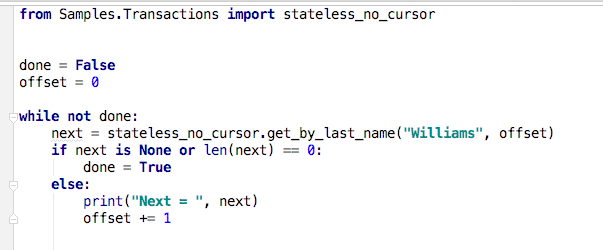 from Samples.Transactions import stateless_no_cursor
done = False
offset = 0
while not done:
next = stateless_no_cursor.get_by_last_name("Williams", offset)
if next is None or len(next) == 0:
done = True
else:
print("Next = ", next)
offset += 1